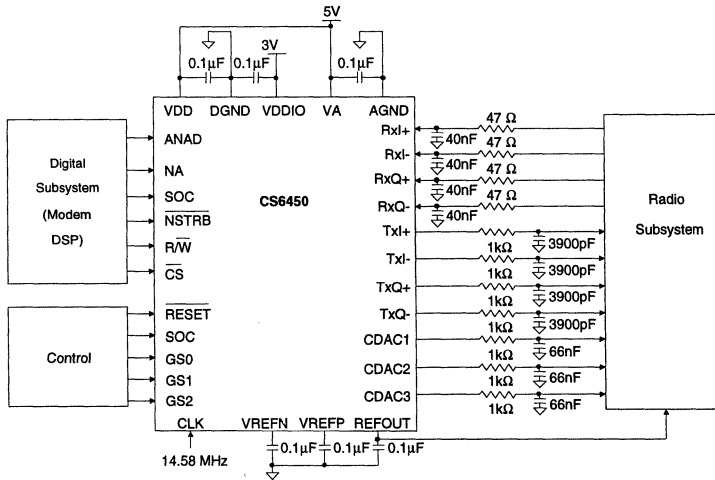 5V
3V
0.1µF
0.1µF
0.1µF
VDD
DGND
VDDIO
VA
AGND
Digital
Subsystem
(Modem
DSP)
ANAD
NA
SOC
NSTRB
R/W
CS
CS6450
Control
RESET
SOC
GS0
GS1
GS2
CLK
14.58 MHz
VREFN
VREFP
REFOUT
0.1µF
0.1µF
0.1µF
RxI+
47 Ω
40nF
RxI-
47 Ω
40nF
RxQ+
47 Ω
40nF
RxQ-
47 Ω
40nF
TxI+
1kΩ
3900pF
TxI-
1kΩ
3900pF
TxQ+
1kΩ
3900pF
TxQ-
1kΩ
3900pF
CDAC1
1kΩ
66nF
CDAC2
1kΩ
66nF
CDAC3
1kΩ
66nF
Radio
Subsystem